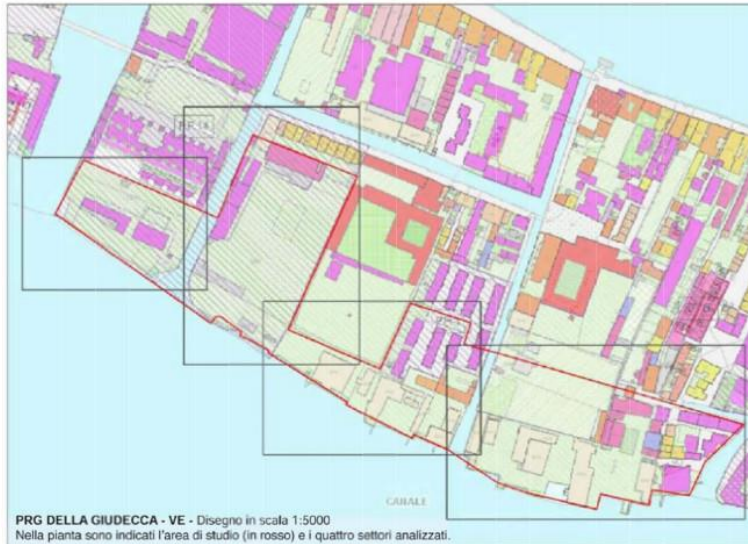 CANALE
PRG DELLA GIUDECCA - VE - Disegno in scala 1:5000
Nella pianta sono indicati l'area di studio (in rosso) e i quattro settori analizzati.